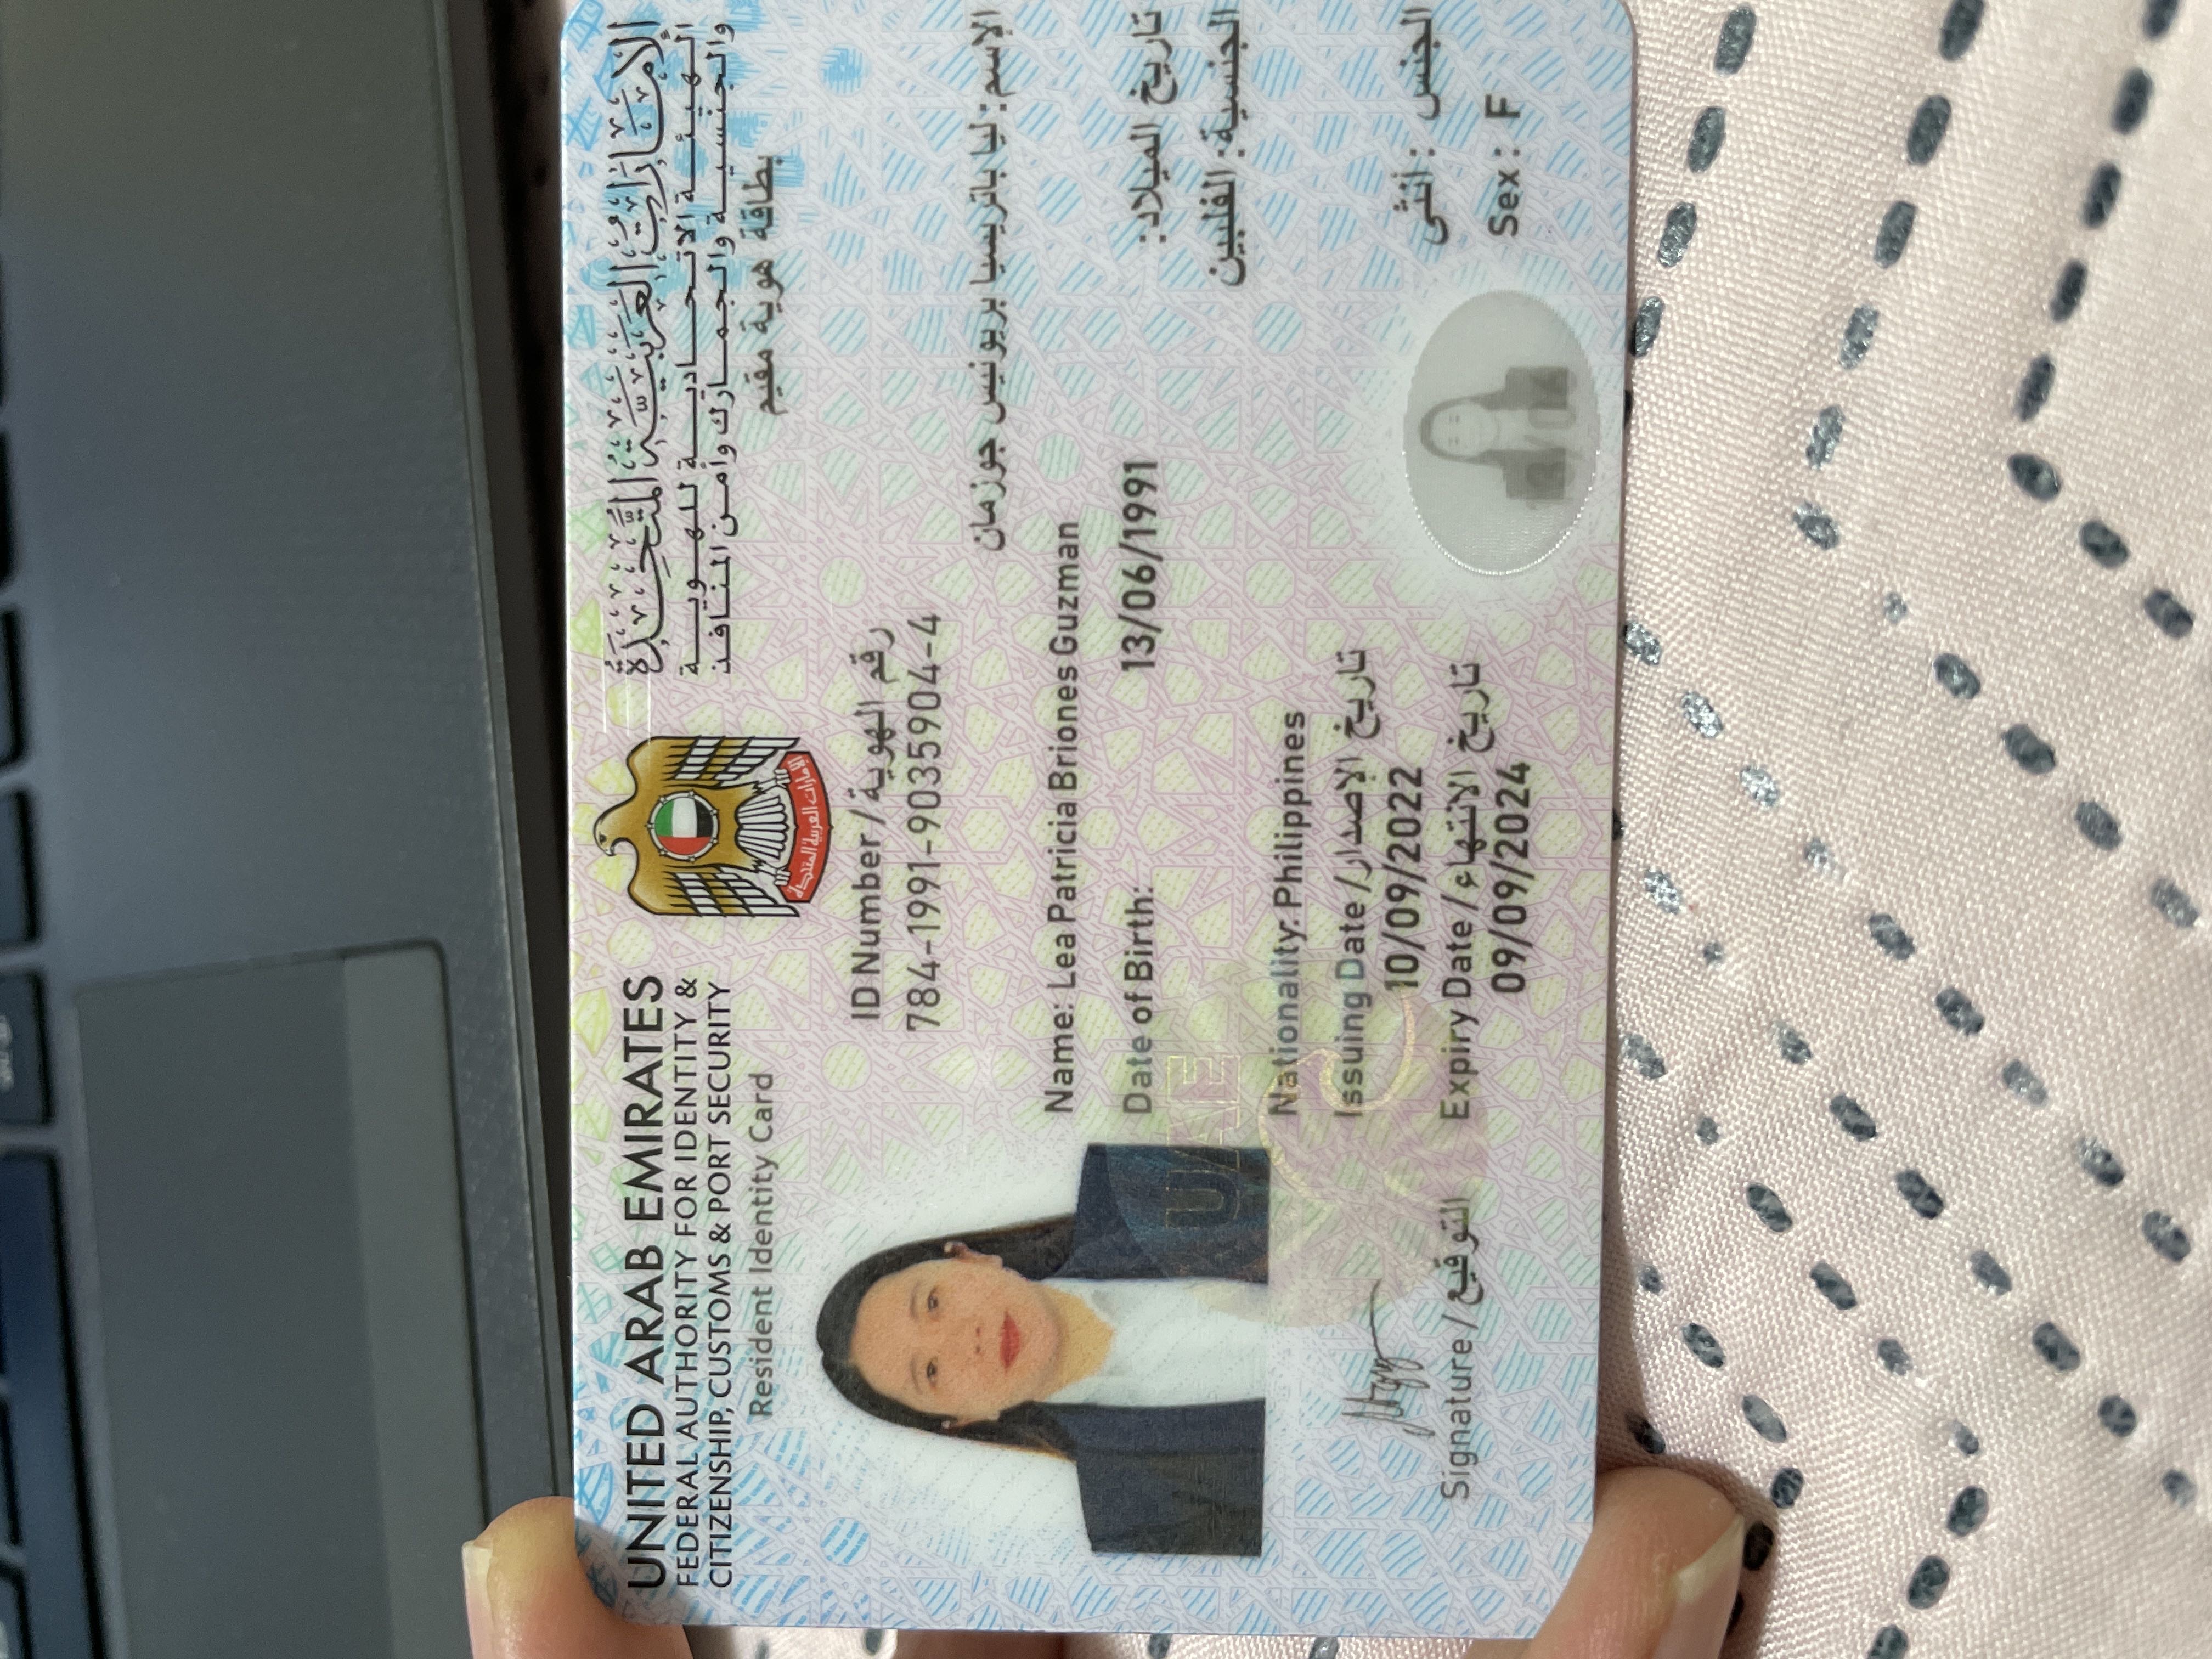 UNITED ARAB EMIRATES
FEDERAL AUTHORITY FOR IDENTITY &
CITIZENSHIP, CUSTOMS & PORT SECURITY
Resident Identity Card
الإمارات العربية المتحدة
الإمارات العربية المتحدة
الهيئة الاتحادية للهوية
والجنسية والجمارك وأمن المنافذ
بطاقة هوية مقيم
ID Number / رقم الهوية
784-1991-9035904-4
الإسم: ليا باتريسيا بريونيس جوزمان
Name: Lea Patricia Briones Guzman
Date of Birth: 13/06/1991 تاريخ الميلاد:
UAE
الجنسية: الفلبين
Nationality: Philippines
Issuing Date / تاريخ الإصدار
10/09/2022
Expiry Date / تاريخ الانتهاء
09/09/2024
Signature / التوقيع
الجنس : أنثى
Sex : F
13/06